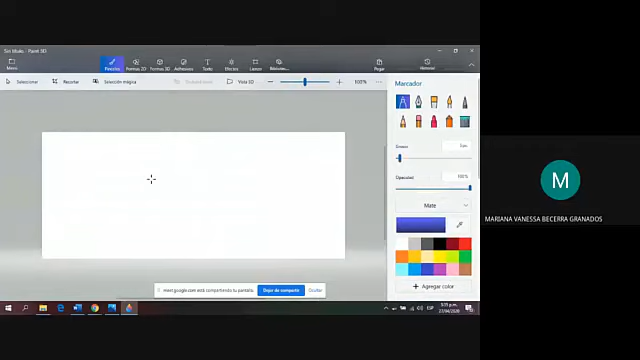 Sin título - Paint 3D
Menú
Pinceles
Formas 2D
Formas 3D
Adhesivos
Texto
Efectos
Lienzo
Pegar
Historial
Seleccionar
Recortar
Selección mágica
Vista 3D
100%
Marcador
Grosor
5px
Opacidad
100%
Mate
Agregar color
meet.google.com está compartiendo tu pantalla.
Dejar de compartir
Ocultar
ESP
5:35 p.m.
22/04/2020
M
MARIANA VANESSA BECERRA GRANADOS